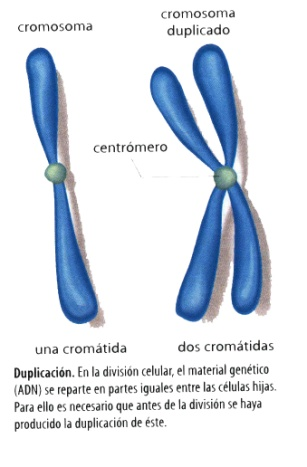 cromosoma
cromosoma
duplicado
centrómero
una cromátida
dos cromátidas
Duplicación. En la división celular, el material genético
(ADN) se reparte en partes iguales entre las células hijas.
Para ello es necesario que antes de la división se haya
producido la duplicación de éste.